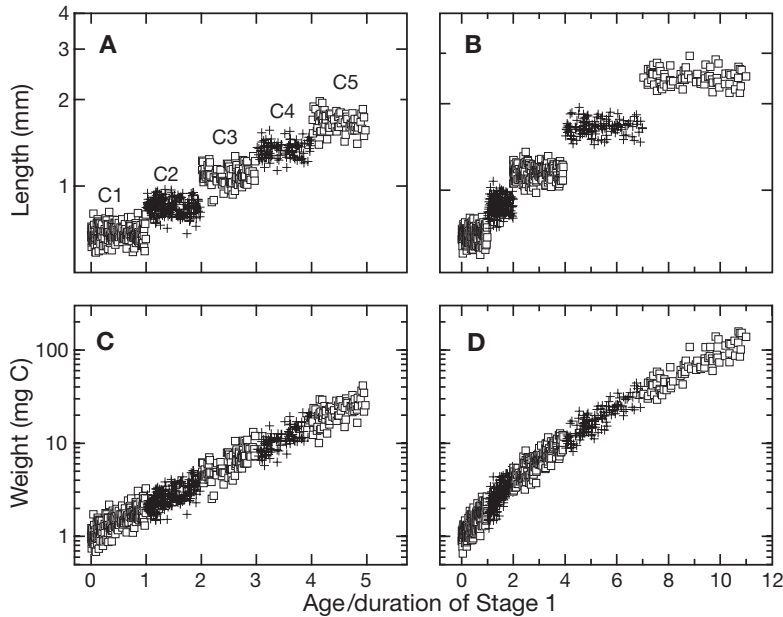 A
B
C1
C2
C3
C4
C5
4
3
2
1
Length (mm)
C
D
100
10
1
Weight (mg C)
0 1 2 3 4 5
0 2 4 6 8 10 12
Age/duration of Stage 1